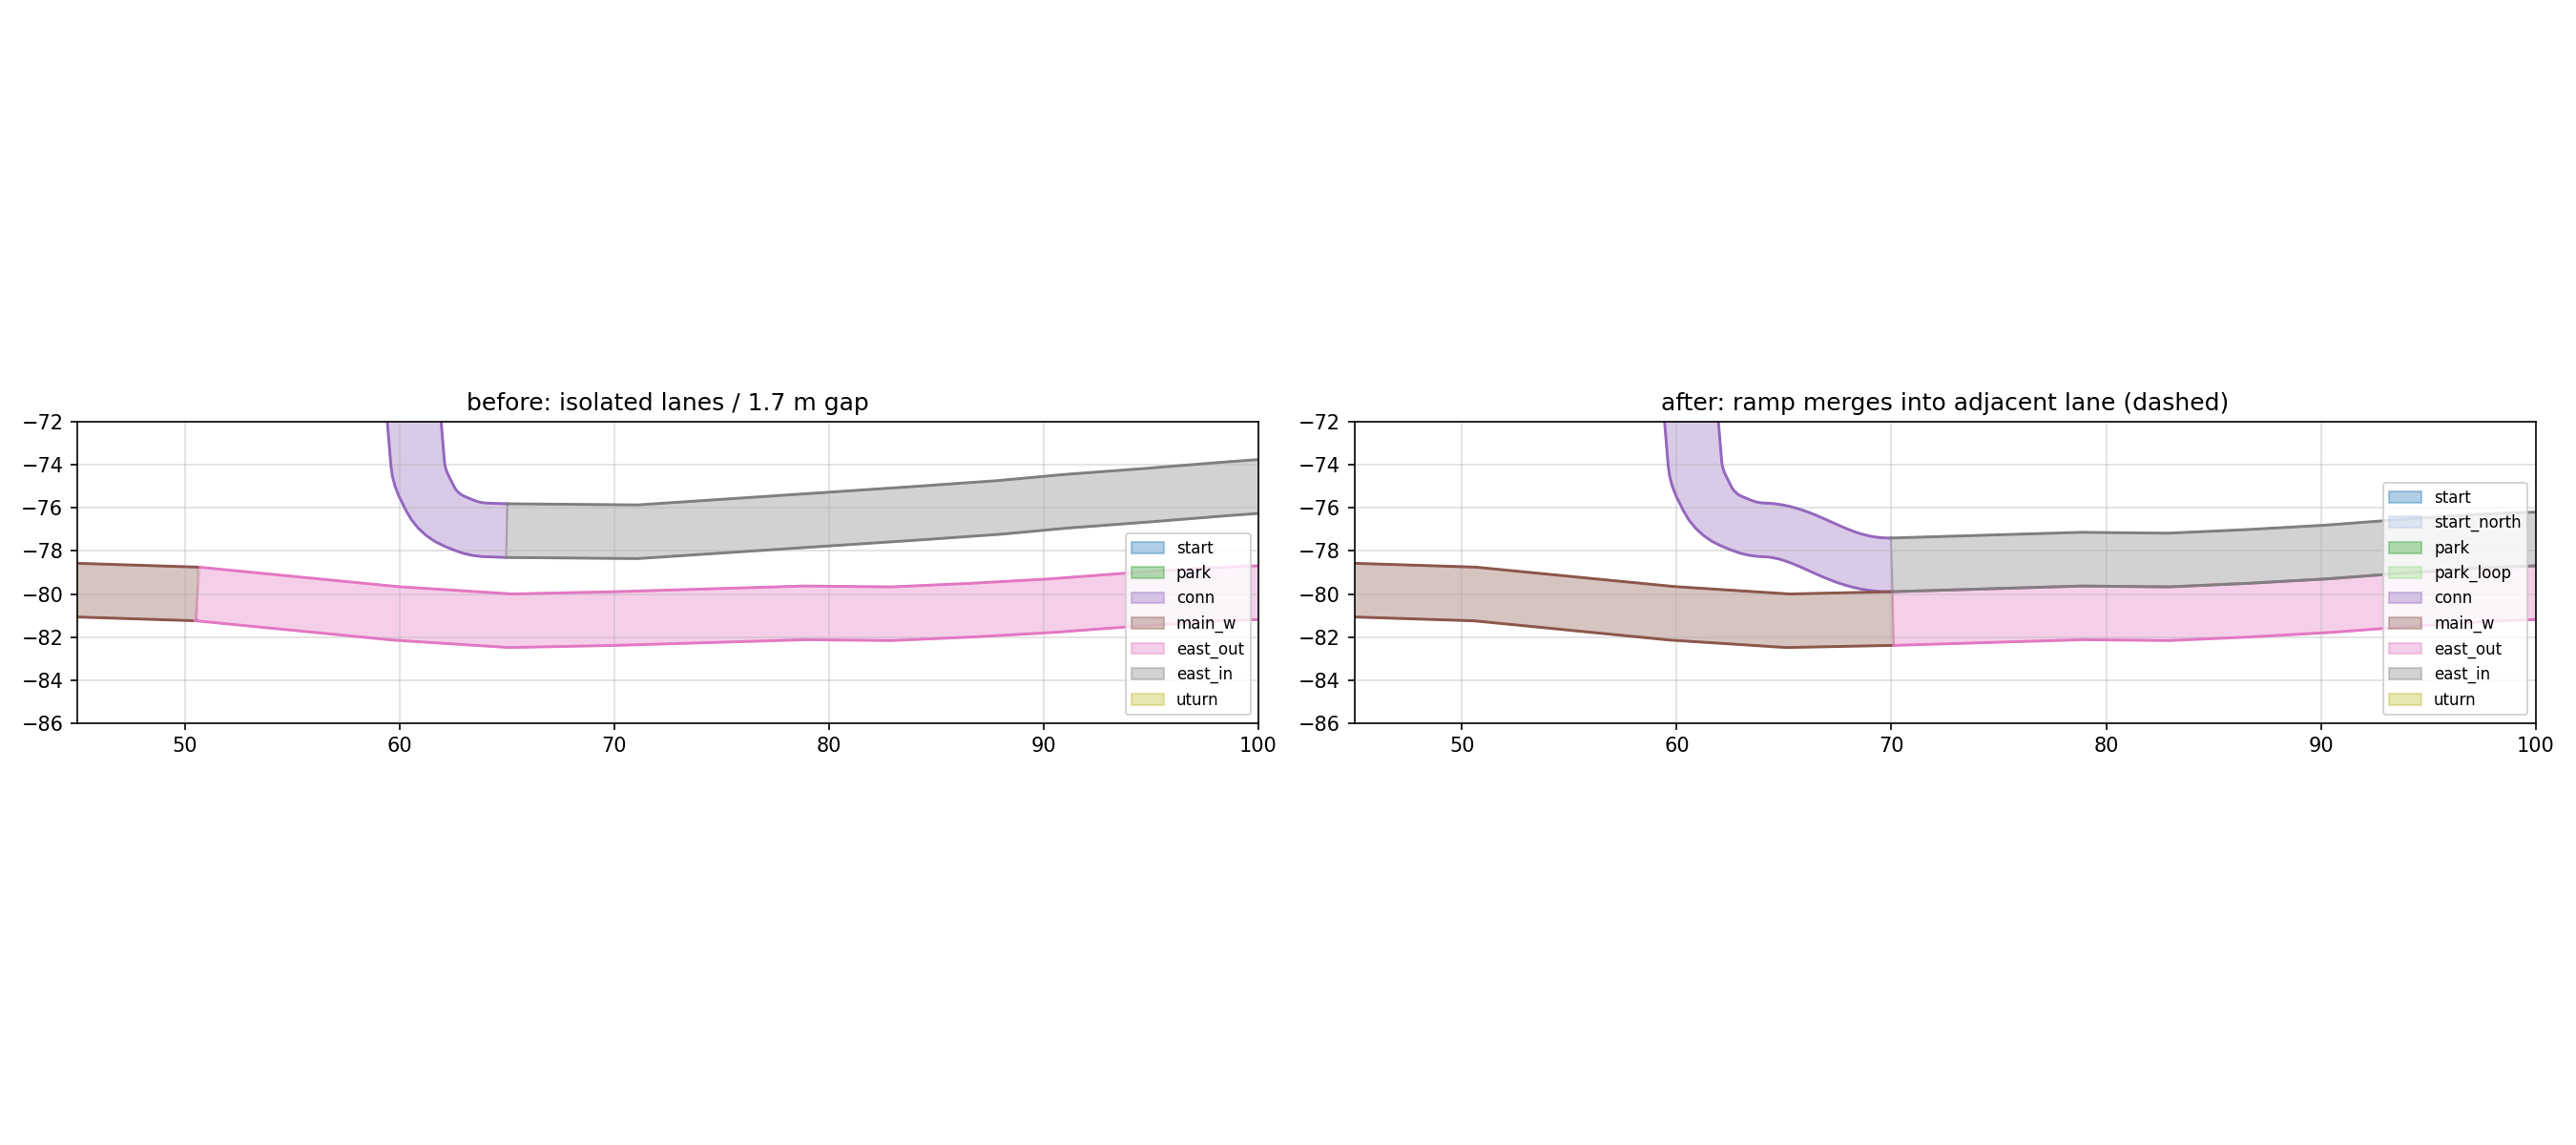 before: isolated lanes / 1.7 m gap
−72
−74
−76
−78
−80
−82
−84
−86
50
60
70
80
90
100
start
park
conn
main_w
east_out
east_in
uturn
after: ramp merges into adjacent lane (dashed)
−72
−74
−76
−78
−80
−82
−84
−86
50
60
70
80
90
100
start
start_north
park
park_loop
conn
main_w
east_out
east_in
uturn